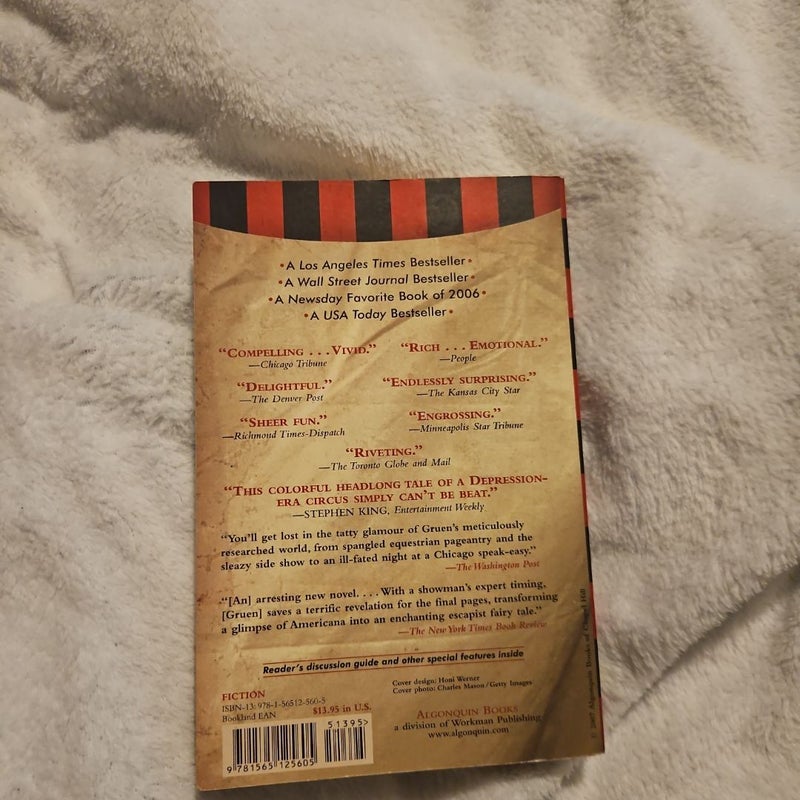 •A Los Angeles Times Bestseller•
•A Wall Street Journal Bestseller•
•A Newsday Favorite Book of 2006•
•A USA Today Bestseller•
“COMPELLING . . . VIVID.”
—Chicago Tribune
“RICH . . . EMOTIONAL.”
—People
“DELIGHTFUL.”
—The Denver Post
“ENDLESSLY SURPRISING.”
—The Kansas City Star
“SHEER FUN.”
—Richmond Times-Dispatch
“ENGROSSING.”
—Minneapolis Star Tribune
“RIVETING.”
—The Toronto Globe and Mail
“THIS COLORFUL HEADLONG TALE OF A DEPRESSION-
ERA CIRCUS SIMPLY CAN’T BE BEAT.”
—STEPHEN KING, Entertainment Weekly
“You’ll get lost in the tatty glamour of Gruen’s meticulously
researched world, from spangled equestrian pageantry and the
sleazy side show to an ill-fated night at a Chicago speak-easy.”
—The Washington Post
“[An] arresting new novel. . . . With a showman’s expert timing,
[Gruen] saves a terrific revelation for the final pages, transforming
a glimpse of Americana into an enchanting escapist fairy tale.”
—The New York Times Book Review
Reader’s discussion guide and other special features inside
Cover design: Honi Werner
Cover photo: Charles Mason/Getty Images
FICTION
ISBN-13: 978-1-56512-560-5
Bookland EAN
$13.95 in U.S.
51395>
9 781565 125605
ALGONQUIN BOOKS
a division of Workman Publishing
www.algonquin.com
© 2007 Algonquin Books of Chapel Hill